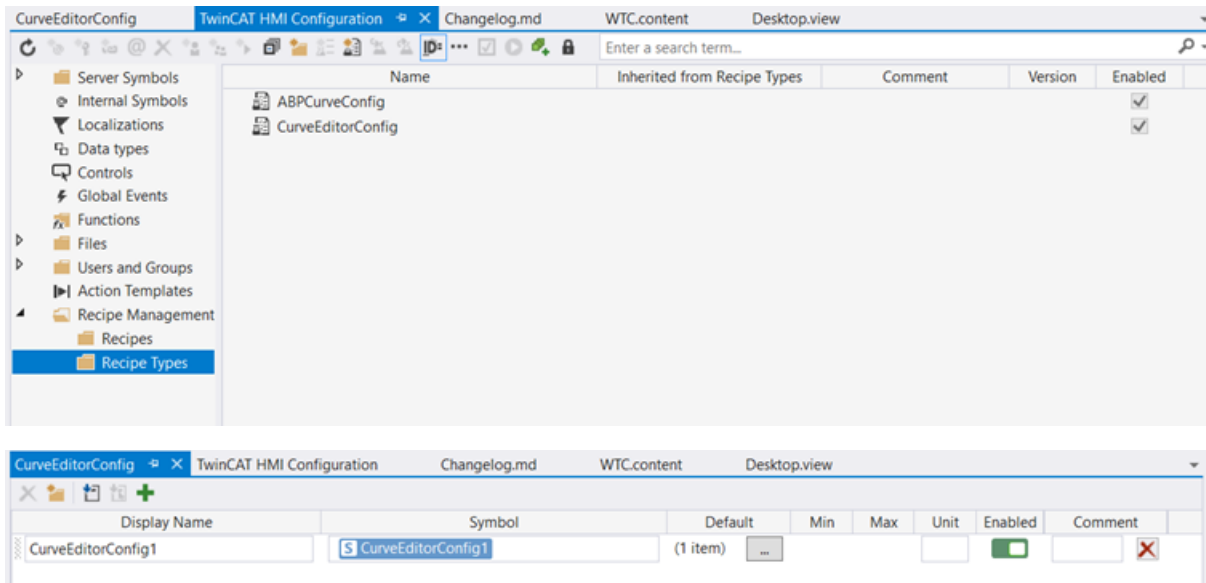 CurveEditorConfig TwinCAT HMI Configuration Changelog.md WTC.content Desktop.view
Enter a search term...
Server Symbols Name Inherited from Recipe Types Comment Version Enabled
Internal Symbols ABPCurveConfig
Localizations CurveEditorConfig
Data types
Controls
Global Events
Functions
Files
Users and Groups
Action Templates
Recipe Management
Recipes
Recipe Types
CurveEditorConfig TwinCAT HMI Configuration Changelog.md WTC.content Desktop.view
Display Name Symbol Default Min Max Unit Enabled Comment
CurveEditorConfig1 S CurveEditorConfig1 (1 item) ...